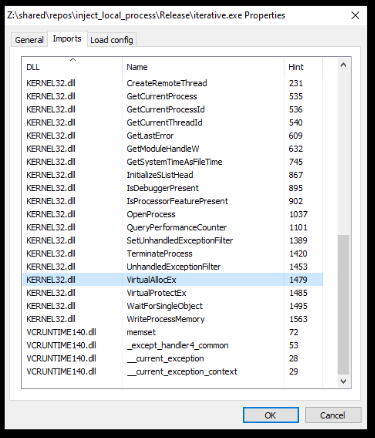 Z:\shared\repos\inject_local_process\Release\iterative.exe Properties
General Imports Load config
DLL Name Hint
KERNEL32.dll CreateRemoteThread 231
KERNEL32.dll GetCurrentProcess 535
KERNEL32.dll GetCurrentProcessId 536
KERNEL32.dll GetCurrentThreadId 540
KERNEL32.dll GetLastError 609
KERNEL32.dll GetModuleHandleW 632
KERNEL32.dll GetSystemTimeAsFileTime 745
KERNEL32.dll InitializeSListHead 867
KERNEL32.dll IsDebuggerPresent 895
KERNEL32.dll IsProcessorFeaturePresent 902
KERNEL32.dll OpenProcess 1037
KERNEL32.dll QueryPerformanceCounter 1101
KERNEL32.dll SetUnhandledExceptionFilter 1389
KERNEL32.dll TerminateProcess 1420
KERNEL32.dll UnhandledExceptionFilter 1453
KERNEL32.dll VirtualAllocEx 1479
KERNEL32.dll VirtualProtectEx 1485
KERNEL32.dll WaitForSingleObject 1495
KERNEL32.dll WriteProcessMemory 1563
VCRUNTIME140.dll memset 72
VCRUNTIME140.dll _except_handler4_common 53
VCRUNTIME140.dll __current_exception 28
VCRUNTIME140.dll __current_exception_context 29
OK Cancel